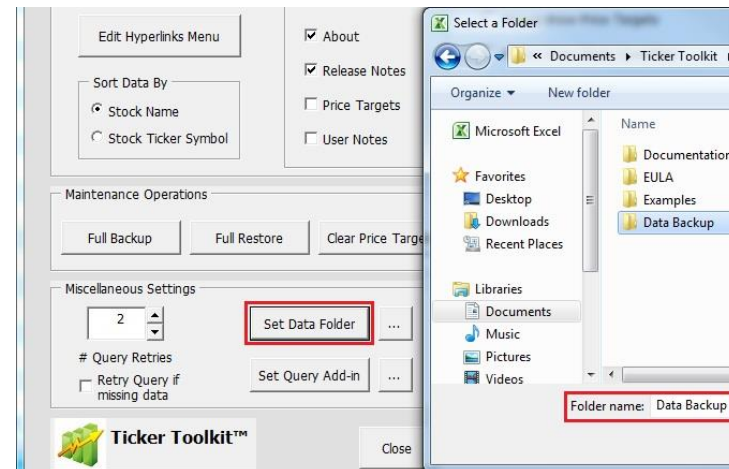 Edit Hyperlinks Menu
Sort Data By
Stock Name
Stock Ticker Symbol
About
Release Notes
Price Targets
User Notes
Maintenance Operations
Full Backup
Full Restore
Clear Price Targe
Miscellaneous Settings
2
# Query Retries
Retry Query if
missing data
Set Data Folder
...
Set Query Add-in
...
Ticker Toolkit™
Close
Select a Folder
« Documents Ticker Toolkit
Organize
New folder
Microsoft Excel
Favorites
Desktop
Downloads
Recent Places
Libraries
Documents
Music
Pictures
Videos
Name
Documentation
EULA
Examples
Data Backup
Folder name: Data Backup